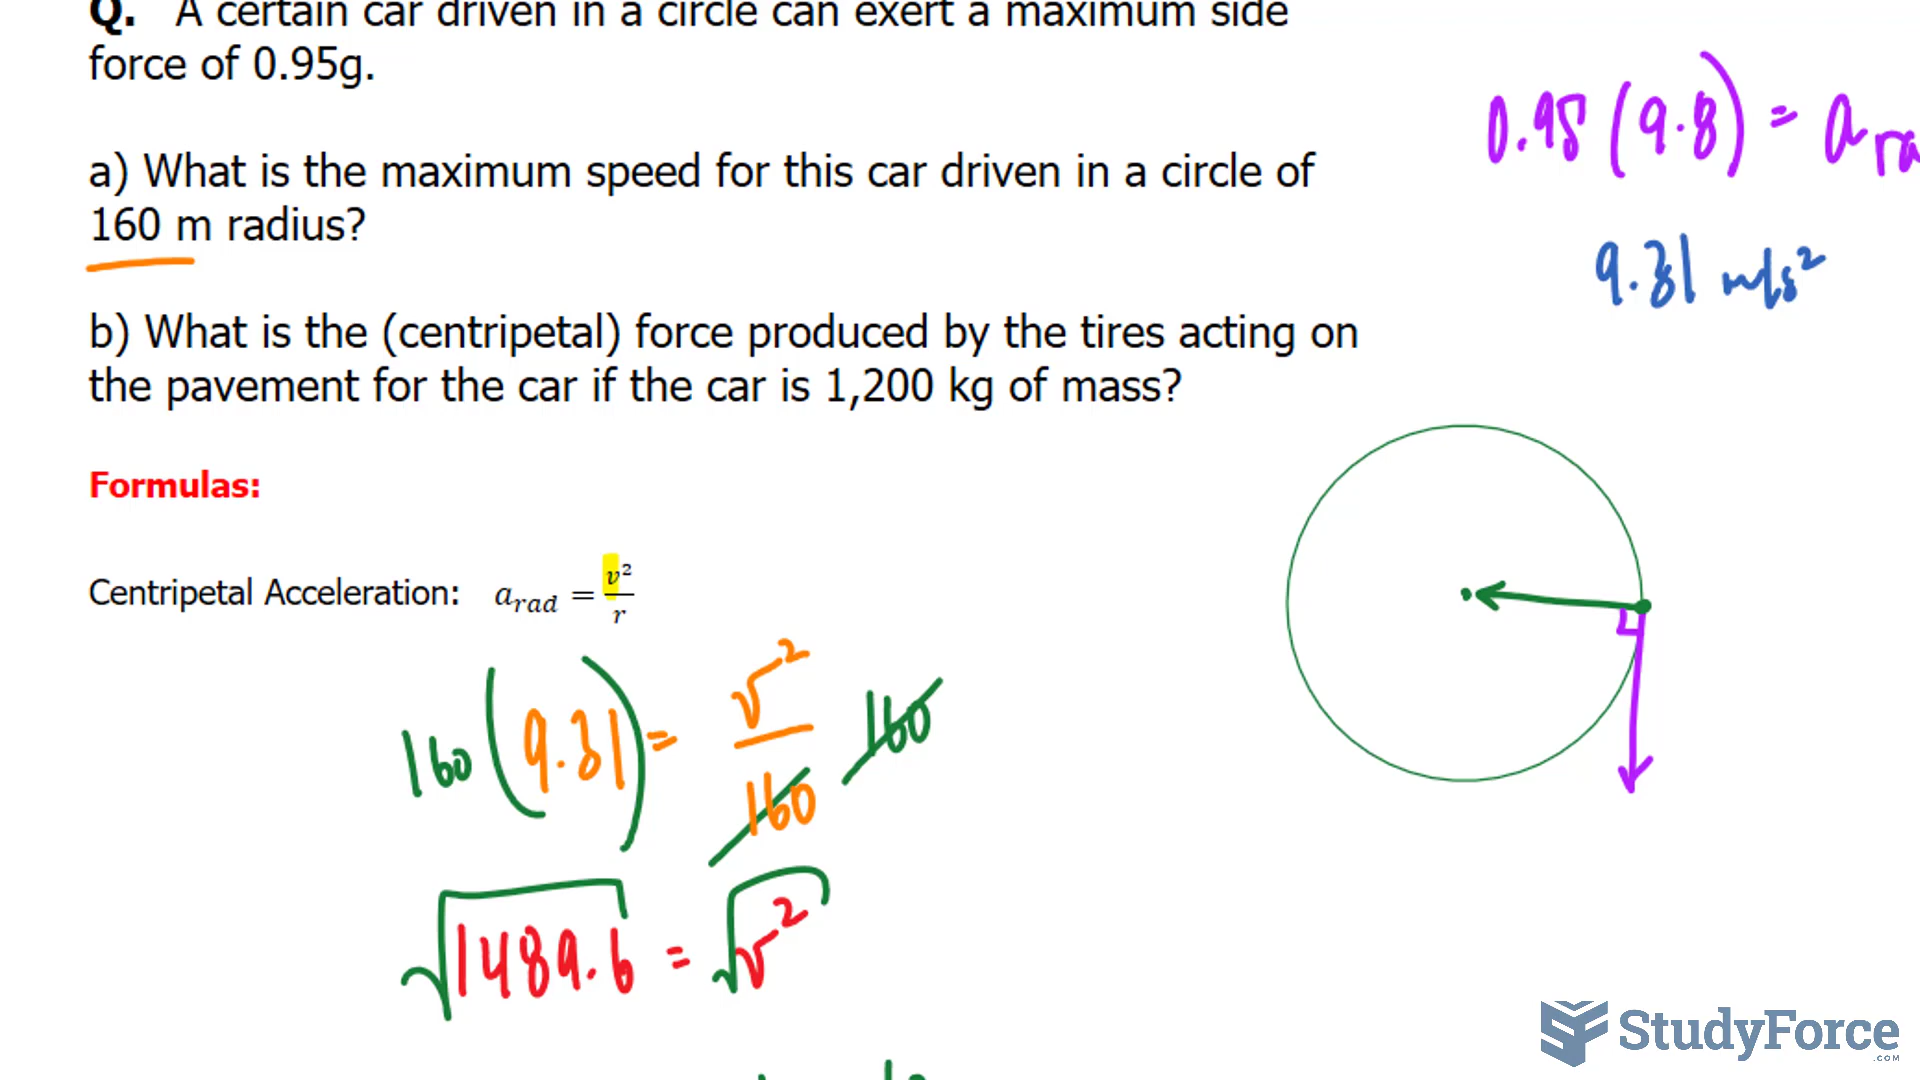 Q. A certain car driven in a circle can exert a maximum side
force of 0.95g.
0.95 (9.8) = a ra
a) What is the maximum speed for this car driven in a circle of
160 m radius?
9.31 m/s²
b) What is the (centripetal) force produced by the tires acting on
the pavement for the car if the car is 1,200 kg of mass?
Formulas:
Centripetal Acceleration: a_rad = v²/r
160 (9.31) = v²/160 160
√1489.6 = √v²
StudyForce
.COM